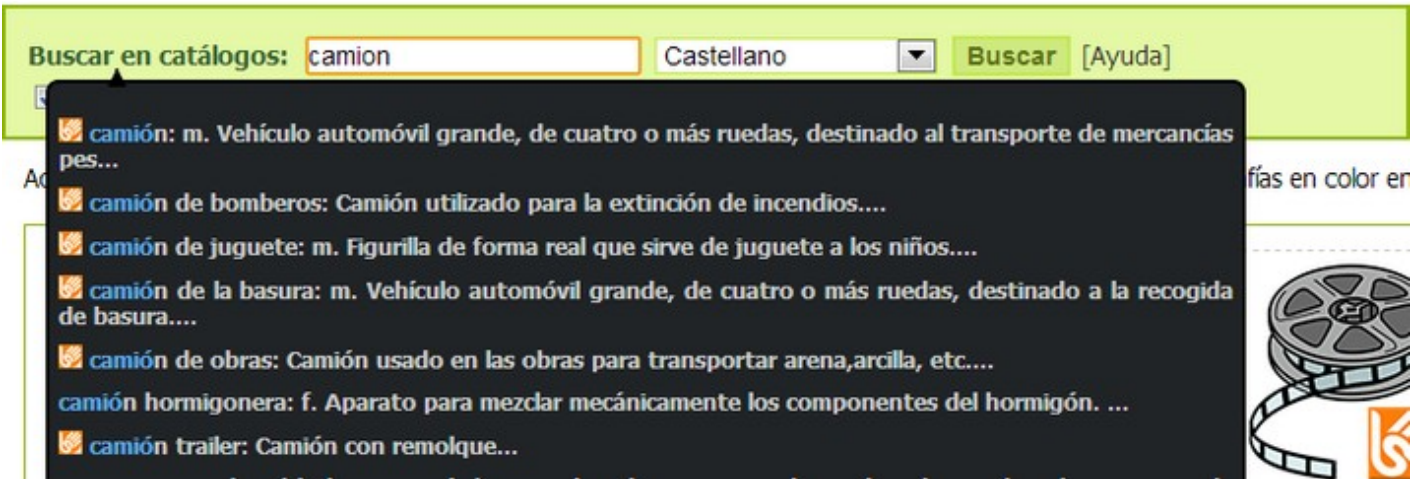 Buscar en catálogos: camion Castellano Buscar [Ayuda]
camión: m. Vehículo automóvil grande, de cuatro o más ruedas, destinado al transporte de mercancías
pes...
fías en color en
camión de bomberos: Camión utilizado para la extinción de incendios....
camión de juguete: m. Figurilla de forma real que sirve de juguete a los niños....
camión de la basura: m. Vehículo automóvil grande, de cuatro o más ruedas, destinado a la recogida
de basura....
camión de obras: Camión usado en las obras para transportar arena,arcilla, etc....
camión hormigonera: f. Aparato para mezclar mecánicamente los componentes del hormigón. ...
camión trailer: Camión con remolque...